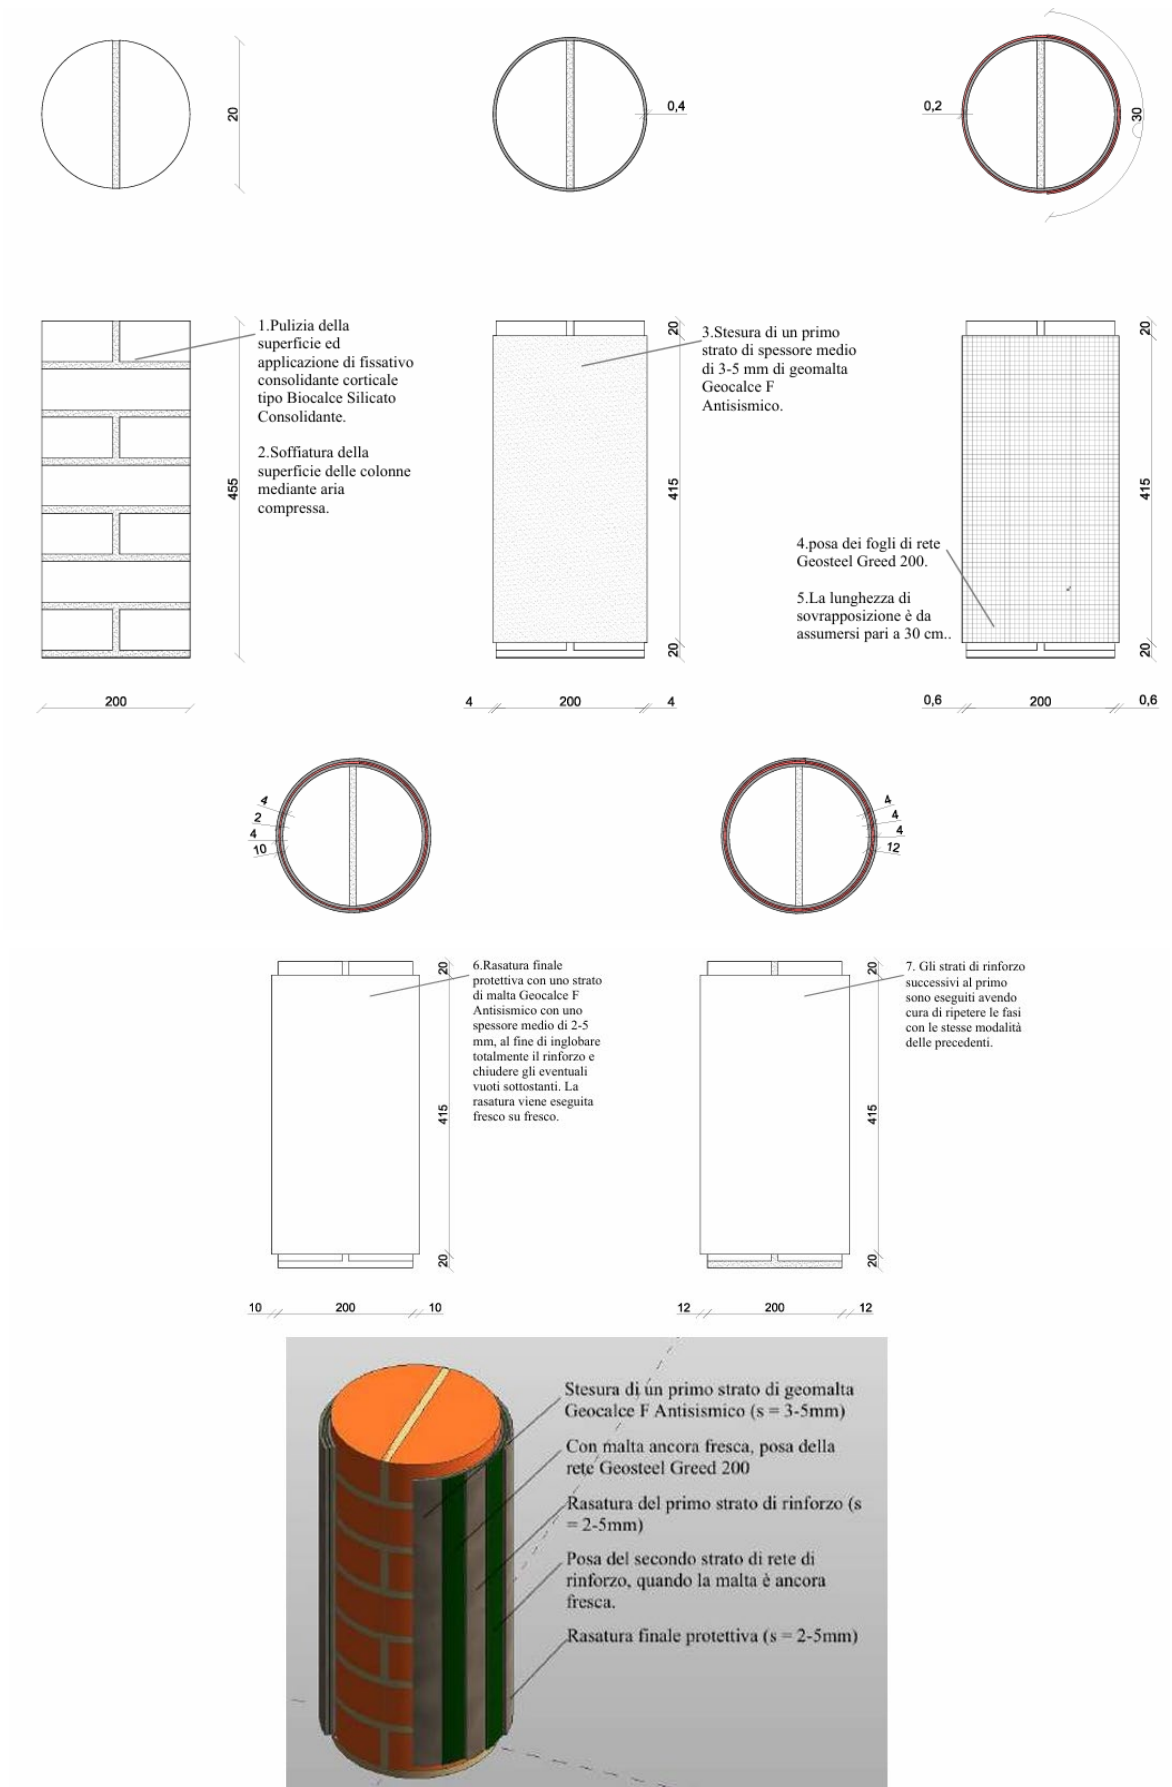 20
0,4
0,2
30
1.Pulizia della
superficie ed
applicazione di fissativo
consolidante corticale
tipo Biocalce Silicato
Consolidante.
2.Soffiatura della
superficie delle colonne
mediante aria
compressa.
455
200
3.Stesura di un primo
strato di spessore medio
di 3-5 mm di geomalta
Geocalce F
Antisismico.
20
415
20
4
200
4
4.posa dei fogli di rete
Geosteel Greed 200.
5.La lunghezza di
sovrapposizione è da
assumersi pari a 30 cm..
20
415
20
0,6
200
0,6
4
2
4
10
4
4
4
12
6.Rasatura finale
protettiva con uno strato
di malta Geocalce F
Antisismico con uno
spessore medio di 2-5
mm, al fine di inglobare
totalmente il rinforzo e
chiudere gli eventuali
vuoti sottostanti. La
rasatura viene eseguita
fresco su fresco.
20
415
20
10
200
10
7. Gli strati di rinforzo
successivi al primo
sono eseguiti avendo
cura di ripetere le fasi
con le stesse modalità
delle precedenti.
20
415
20
12
200
12
Stesura di un primo strato di geomalta
Geocalce F Antisismico (s = 3-5mm)
Con malta ancora fresca, posa della
rete Geosteel Greed 200
Rasatura del primo strato di rinforzo (s
= 2-5mm)
Posa del secondo strato di rete di
rinforzo, quando la malta è ancora
fresca.
Rasatura finale protettiva (s = 2-5mm)